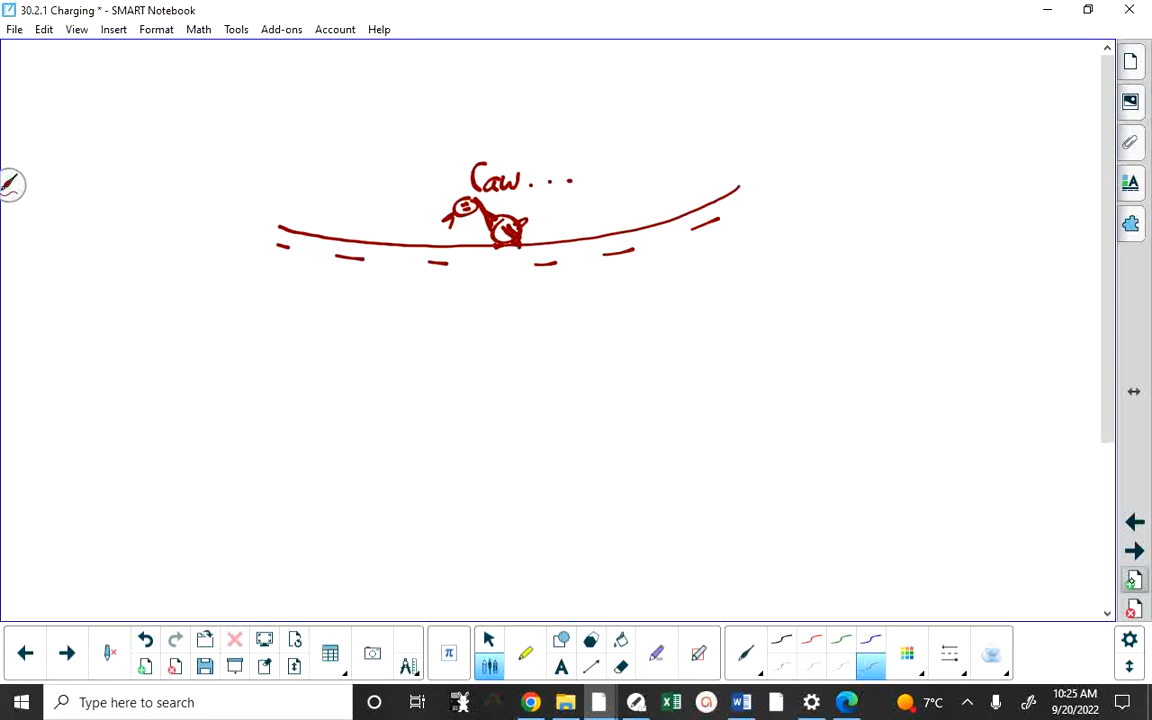 30.2.1 Charging * - SMART Notebook
File Edit View Insert Format Math Tools Add-ons Account Help
Caw...
π
A
Type here to search
7°C
10:25 AM
9/20/2022